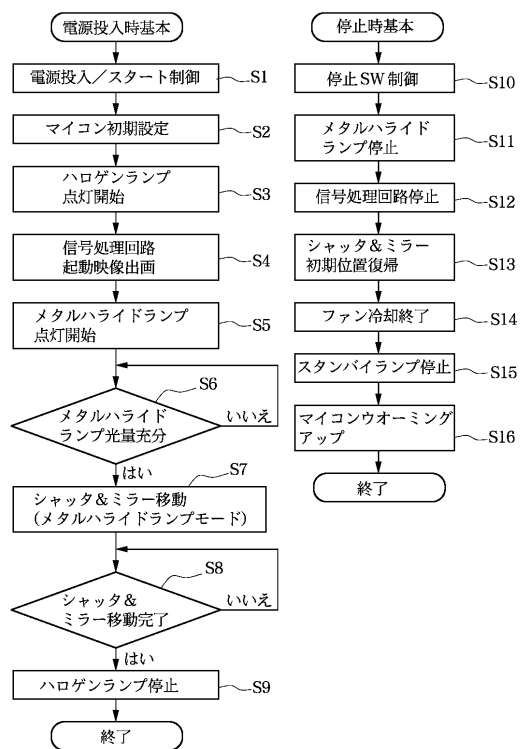 電源投入時基本
電源投入／スタート制御
S1
マイコン初期設定
S2
ハロゲンランプ
点灯開始
S3
信号処理回路
起動映像出画
S4
メタルハライドランプ
点灯開始
S5
S6
メタルハライド
ランプ光量充分
いいえ
はい
S7
シャッタ&ミラー移動
(メタルハライドランプモード)
S8
シャッタ&
ミラー移動完了
いいえ
はい
ハロゲンランプ停止
S9
終了
停止時基本
停止SW制御
S10
メタルハライド
ランプ停止
S11
信号処理回路停止
S12
シャッタ&ミラー
初期位置復帰
S13
ファン冷却終了
S14
スタンバイランプ停止
S15
マイコンウオーミング
アップ
S16
終了